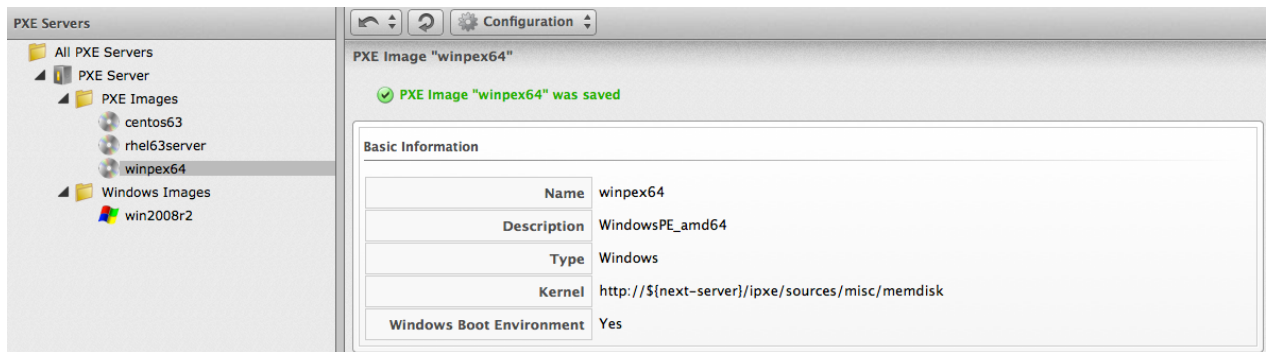 PXE Servers
All PXE Servers
PXE Server
PXE Images
centos63
rhel63server
winpex64
Windows Images
win2008r2
Configuration
PXE Image "winpex64"
PXE Image "winpex64" was saved
Basic Information
Name winpex64
Description WindowsPE_amd64
Type Windows
Kernel http://${next-server}/ipxe/sources/misc/memdisk
Windows Boot Environment Yes